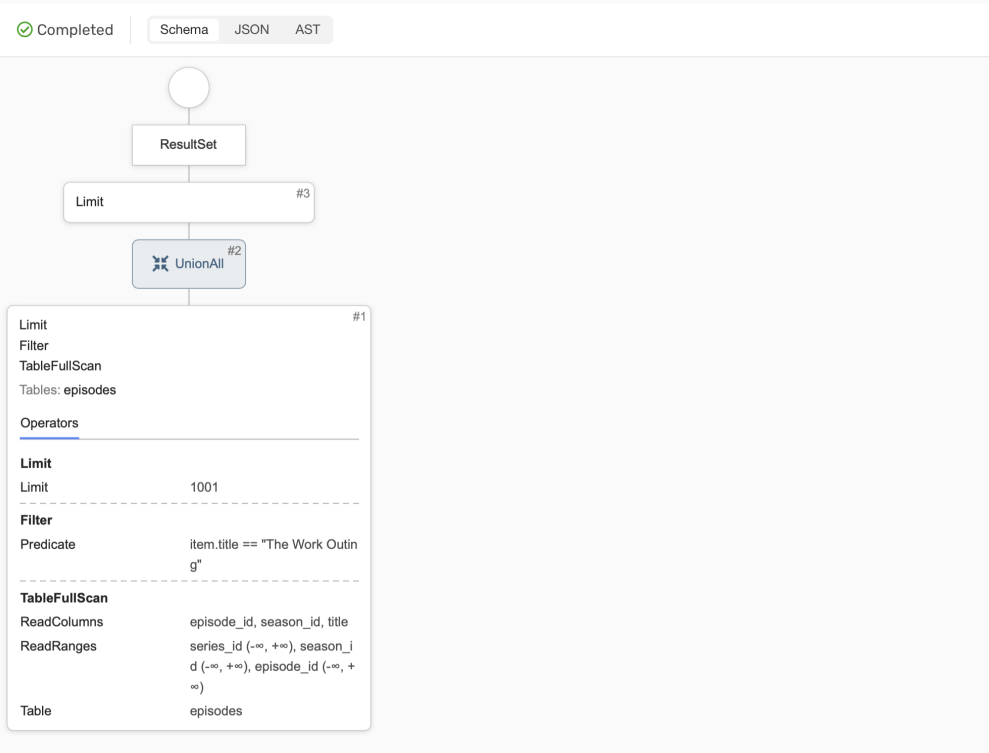 Completed
Schema JSON AST
ResultSet
#3
Limit
#2
UnionAll
#1
Limit
Filter
TableFullScan
Tables: episodes
Operators
Limit
Limit 1001
Filter
Predicate item.title == "The Work Outin
g"
TableFullScan
ReadColumns episode_id, season_id, title
ReadRanges series_id (-∞, +∞), season_i
d (-∞, +∞), episode_id (-∞, +
∞)
Table episodes